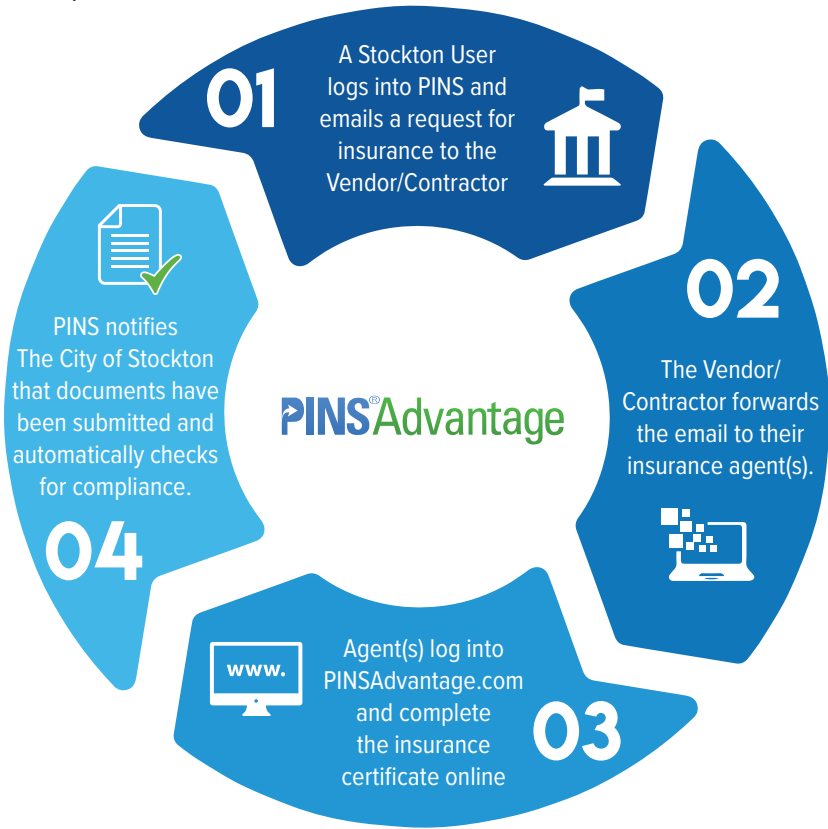 01
A Stockton User
logs into PINS and
emails a request for
insurance to the
Vendor/Contractor
02
The Vendor/
Contractor forwards
the email to their
insurance agent(s).
www.
Agent(s) log into
PINSAdvantage.com
and complete
the insurance
certificate online
03
PINS notifies
The City of Stockton
that documents have
been submitted and
automatically checks
for compliance.
04
PINS®Advantage